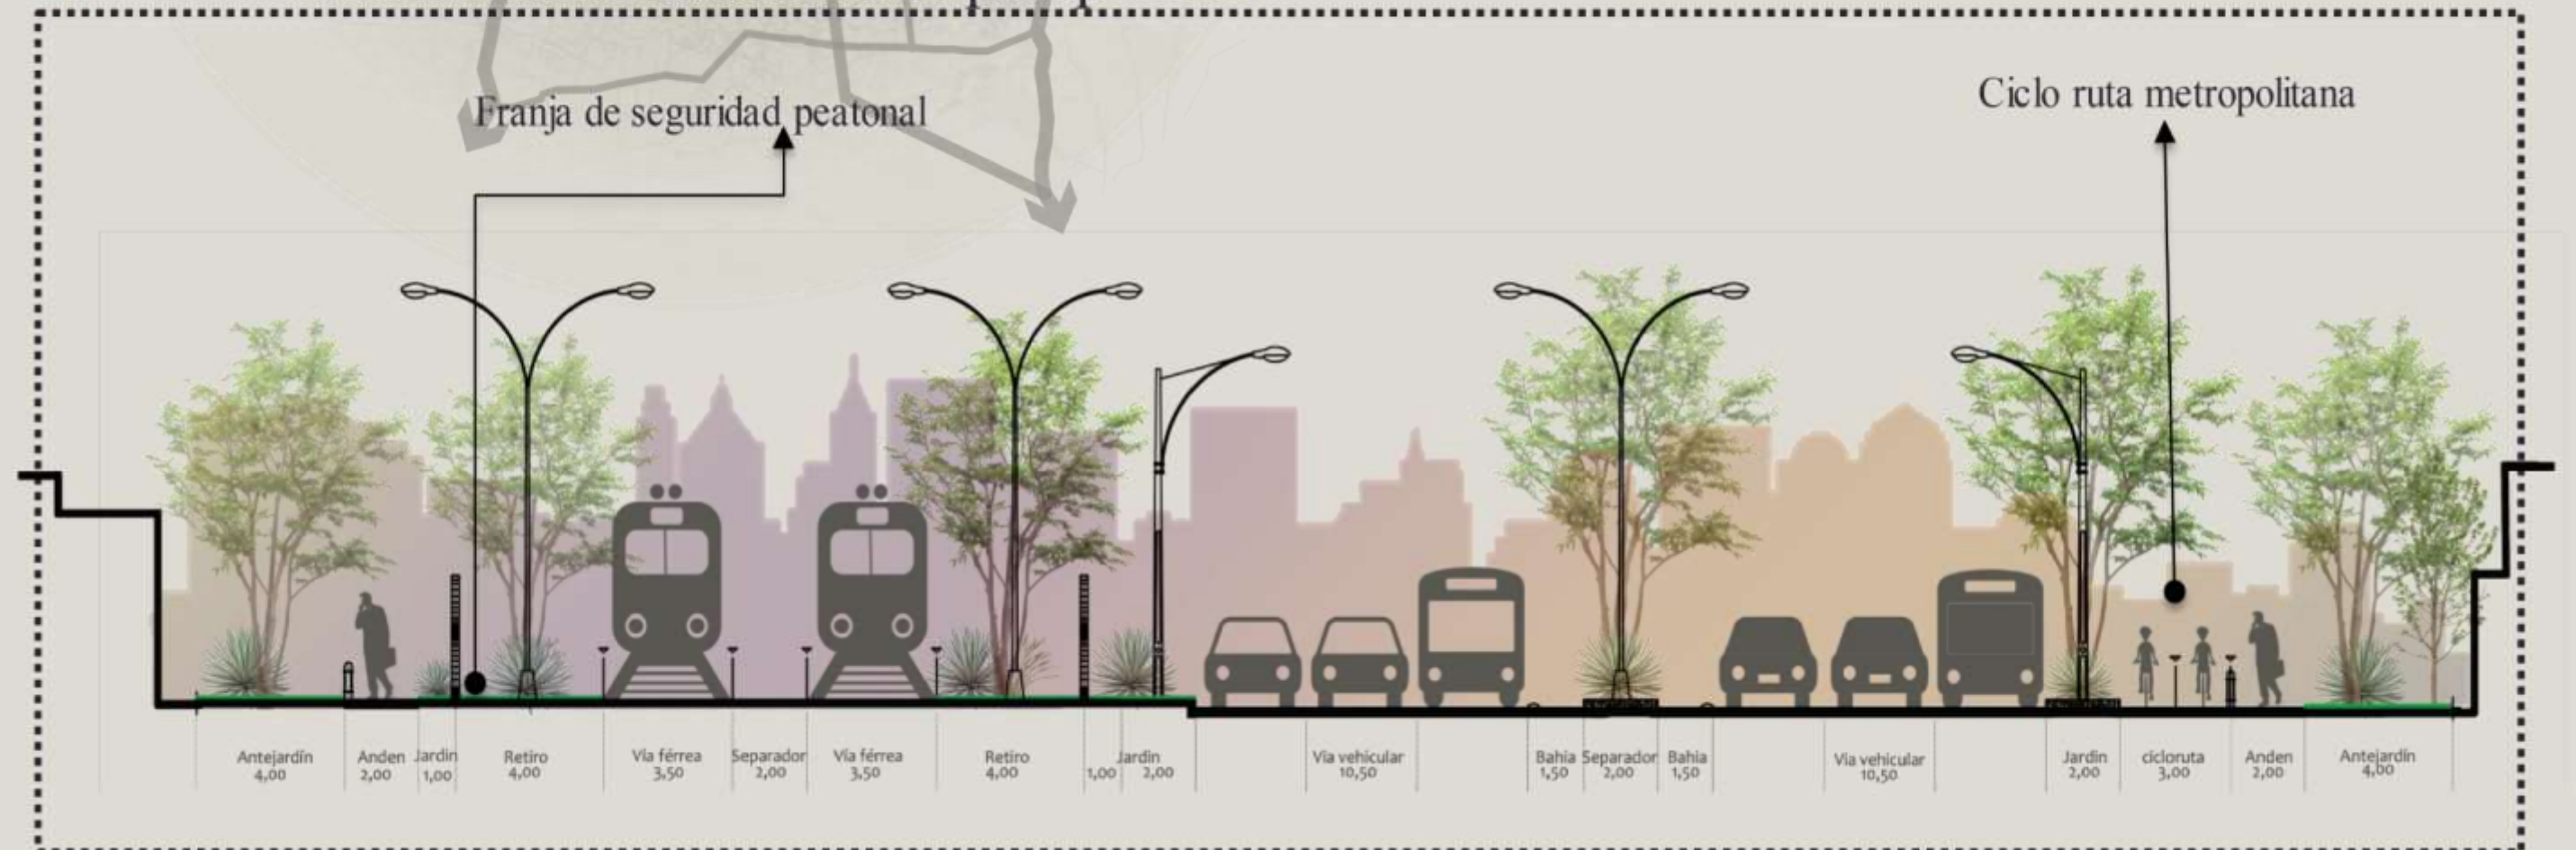 Franja de seguridad peatonal
Ciclo ruta metropolitana
Antejardín
4,00
Anden
2,00
Jardin
1,00
Retiro
4,00
Vía férrea
3,50
Separador
2,00
Vía férrea
3,50
Retiro
4,00
Jardin
1,00 2,00
Via vehicular
10,50
Bahia
1,50
Separador
2,00
Bahia
1,50
Via vehicular
10,50
Jardin
2,00
cicloruta
3,00
Anden
2,00
Antejardín
4,00